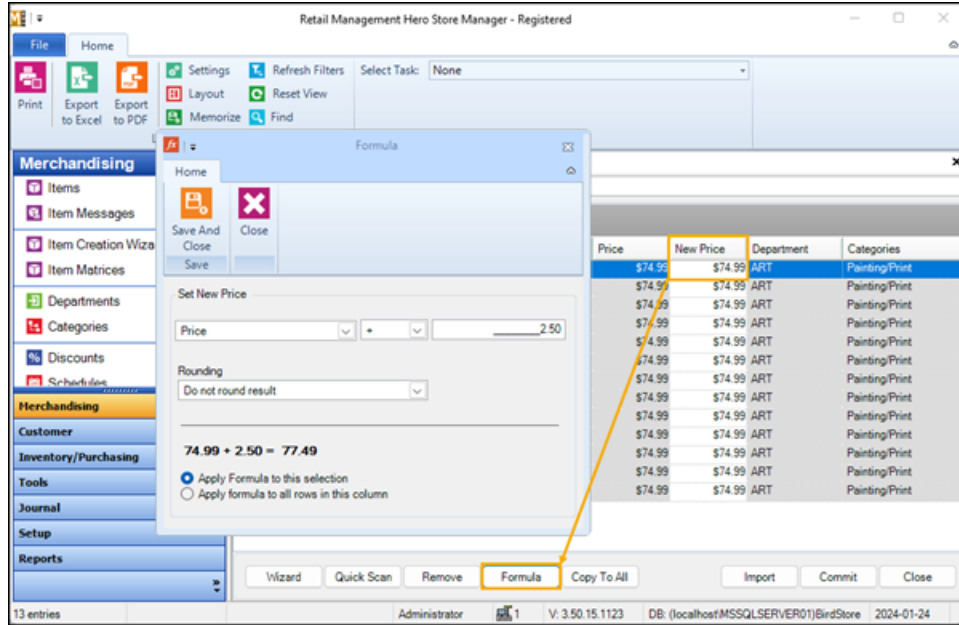 Retail Management Hero Store Manager - Registered
File Home
Settings Refresh Filters Select Task: None
Layout Reset View
Memorize Find
Print Export to Excel Export to PDF
Merchandising
Items
Item Messages
Item Creation Wiza
Item Matrices
Departments
Categories
Discounts
Schedules
Merchandising
Customer
Inventory/Purchasing
Tools
Journal
Setup
Reports
Formula
Home
Save And Close
Close
Save
Set New Price
Price + _______2.50
Rounding
Do not round result
74.99 + 2.50 = 77.49
Apply Formula to this selection
Apply formula to all rows in this column
Price New Price Department Categories
$74.99 $74.99 ART Painting/Print
$74.99 $74.99 ART Painting/Print
$74.99 $74.99 ART Painting/Print
$74.99 $74.99 ART Painting/Print
$74.99 $74.99 ART Painting/Print
$74.99 $74.99 ART Painting/Print
$74.99 $74.99 ART Painting/Print
$74.99 $74.99 ART Painting/Print
$74.99 $74.99 ART Painting/Print
$74.99 $74.99 ART Painting/Print
$74.99 $74.99 ART Painting/Print
$74.99 $74.99 ART Painting/Print
$74.99 $74.99 ART Painting/Print
Wizard Quick Scan Remove Formula Copy To All Import Commit Close
13 entries Administrator 1 V: 3.50.15.1123 DB: (localhost\MSSQLSERVER01)BirdStore 2024-01-24